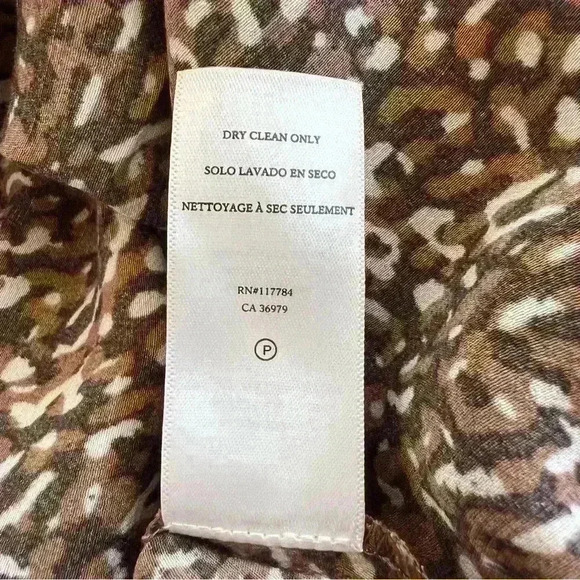 DRY CLEAN ONLY
SOLO LAVADO EN SECO
NETTOYAGE À SEC SEULEMENT
RN#117784
CA 36979
P